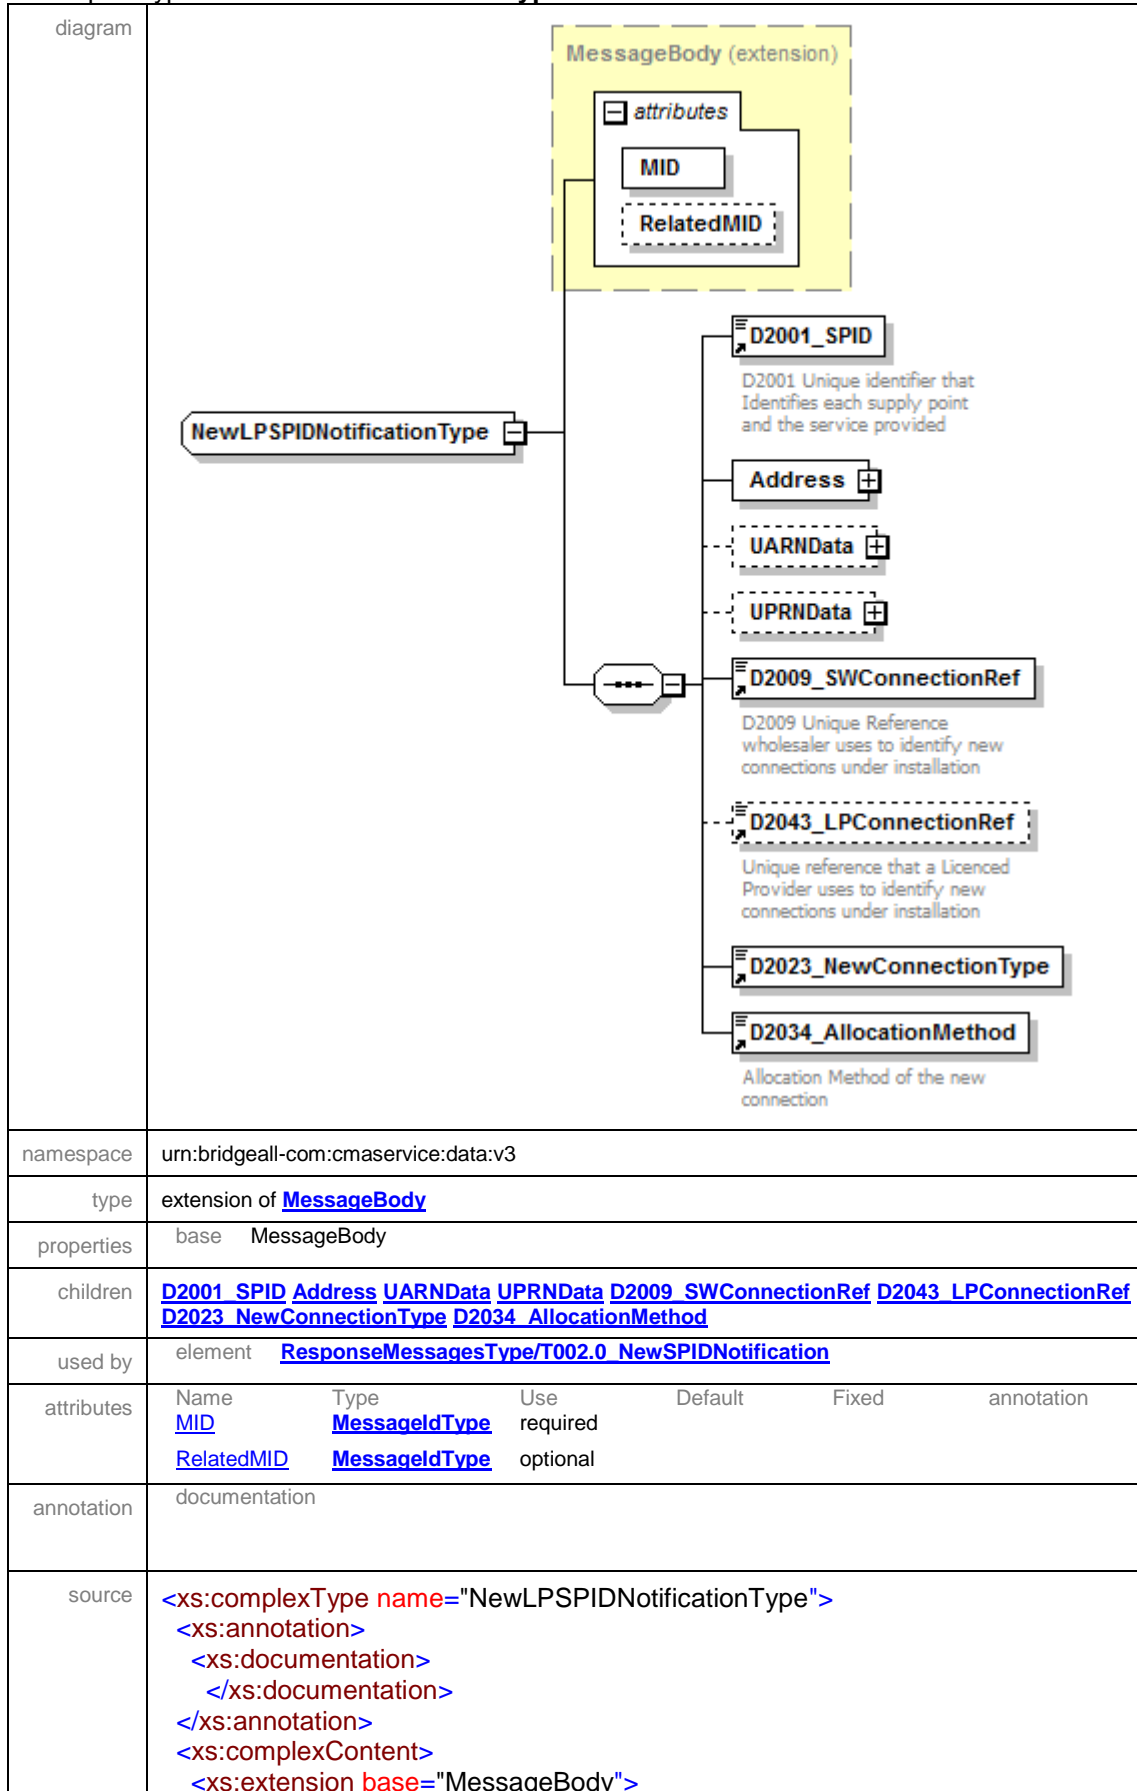 diagram
MessageBody (extension)
attributes
MID
RelatedMID
D2001_SPID
D2001 Unique identifier that
Identifies each supply point
and the service provided
NewLPSPIDNotificationType
Address
UARNData
UPRNData
D2009_SWConnectionRef
D2009 Unique Reference
wholesaler uses to identify new
connections under installation
D2043_LPConnectionRef
Unique reference that a Licenced
Provider uses to identify new
connections under installation
D2023_NewConnectionType
D2034_AllocationMethod
Allocation Method of the new
connection
namespace urn:bridgeall-com:cmaservice:data:v3
type extension of MessageBody
properties base MessageBody
children D2001_SPID Address UARNData UPRNData D2009_SWConnectionRef D2043_LPConnectionRef
D2023_NewConnectionType D2034_AllocationMethod
used by element ResponseMessagesType/T002.0_NewSPIDNotification
attributes Name Type Use Default Fixed annotation
MID MessageIdType required
RelatedMID MessageIdType optional
annotation documentation
source <xs:complexType name="NewLPSPIDNotificationType">
<xs:annotation>
<xs:documentation>
</xs:documentation>
</xs:annotation>
<xs:complexContent>
<xs:extension base="MessageBody">